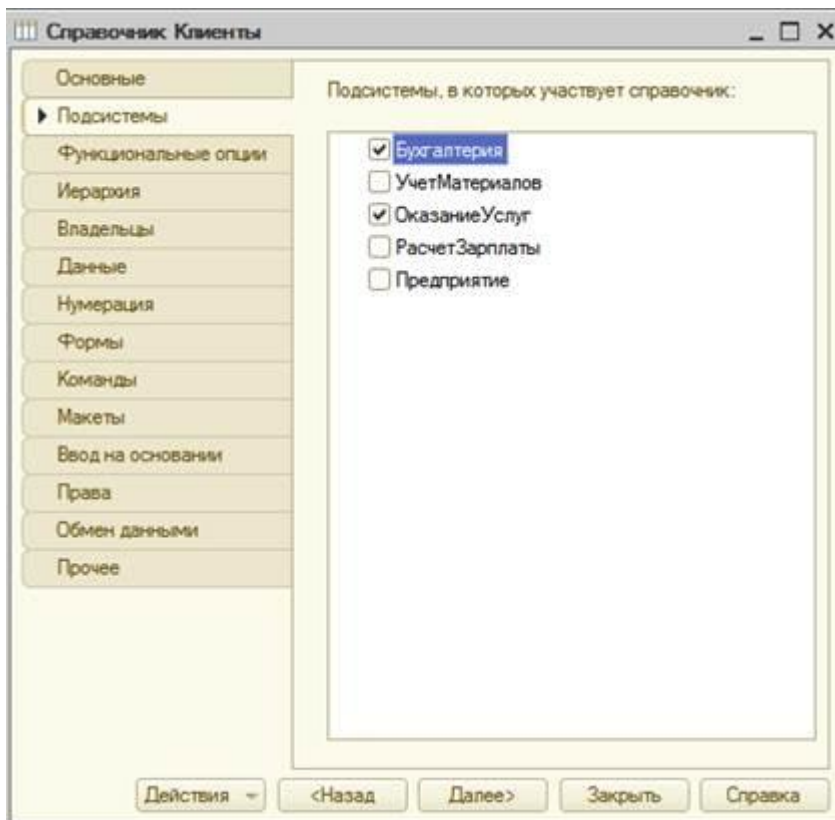 Справочник Клиенты
Основные
Подсистемы
Функциональные опции
Иерархия
Владельцы
Данные
Нумерация
Формы
Команды
Макеты
Ввод на основании
Права
Обмен данными
Прочее
Подсистемы, в которых участвует справочник:
Бухгалтерия
УчетМатериалов
ОказаниеУслуг
РасчетЗарплаты
Предприятие
Действия
<Назад
Далее>
Закрыть
Справка